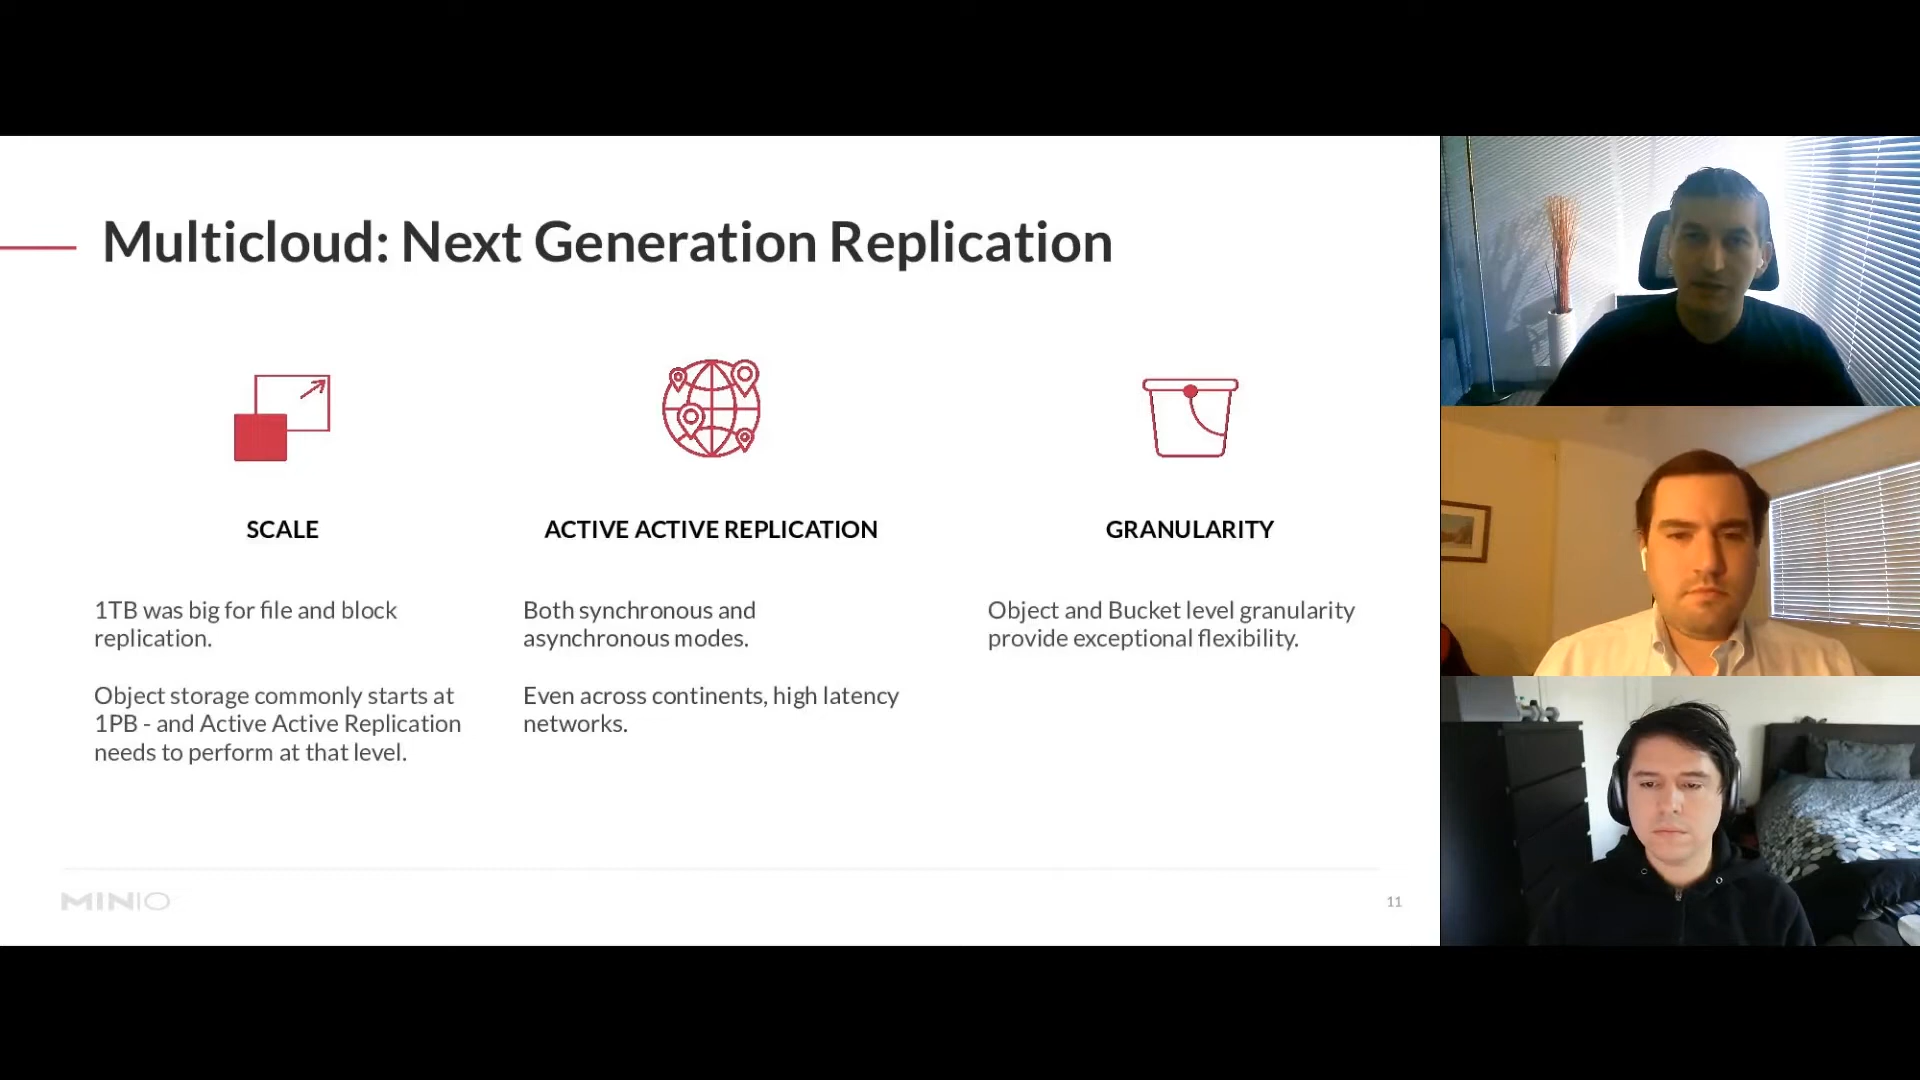 Multicloud: Next Generation Replication
SCALE
1TB was big for file and block
replication.
Object storage commonly starts at
1PB - and Active Active Replication
needs to perform at that level.
ACTIVE ACTIVE REPLICATION
Both synchronous and
asynchronous modes.
Even across continents, high latency
networks.
GRANULARITY
Object and Bucket level granularity
provide exceptional flexibility.
MINIO
11